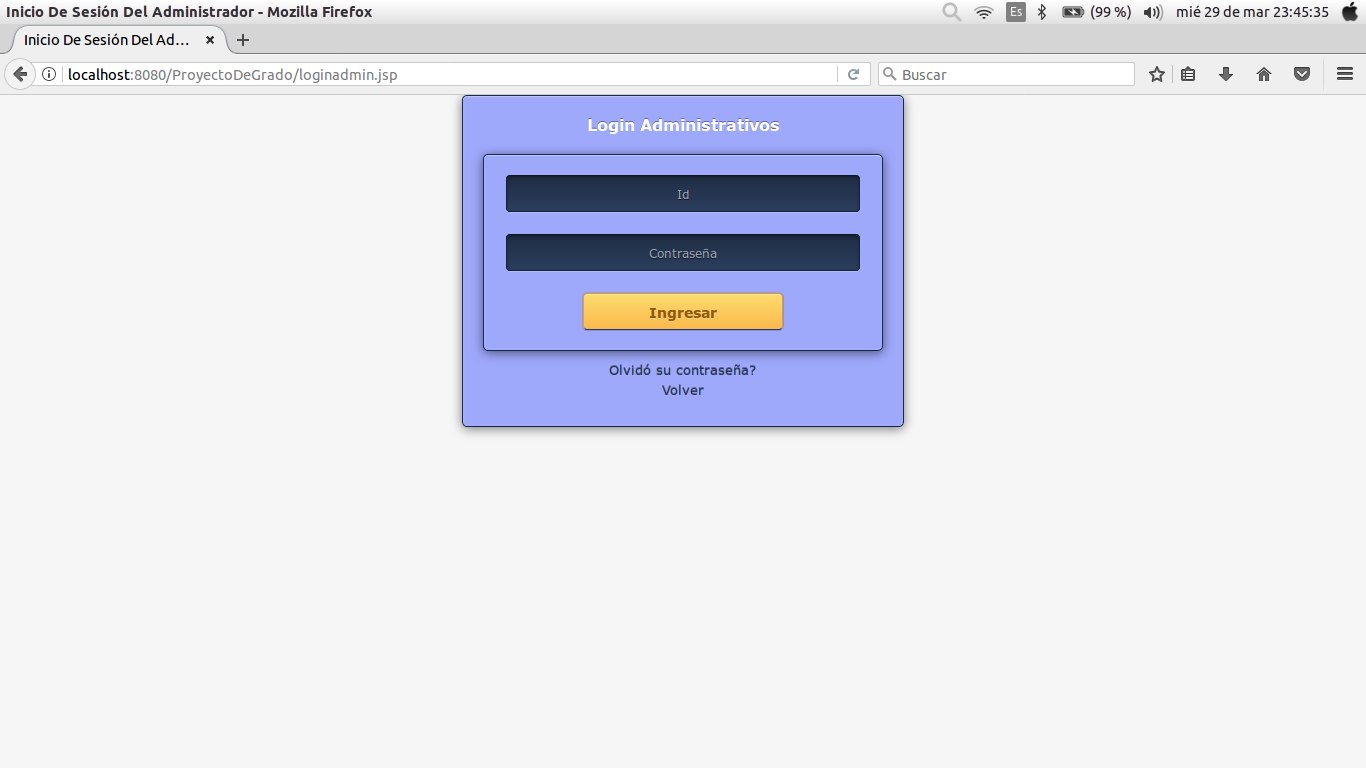 Inicio De Sesión Del Administrador - Mozilla Firefox
Es
(99 %)
mié 29 de mar 23:45:35
Inicio De Sesión Del Ad...
localhost:8080/ProyectoDeGrado/loginadmin.jsp
Buscar
Login Administrativos
Id
Contraseña
Ingresar
Olvidó su contraseña?
Volver